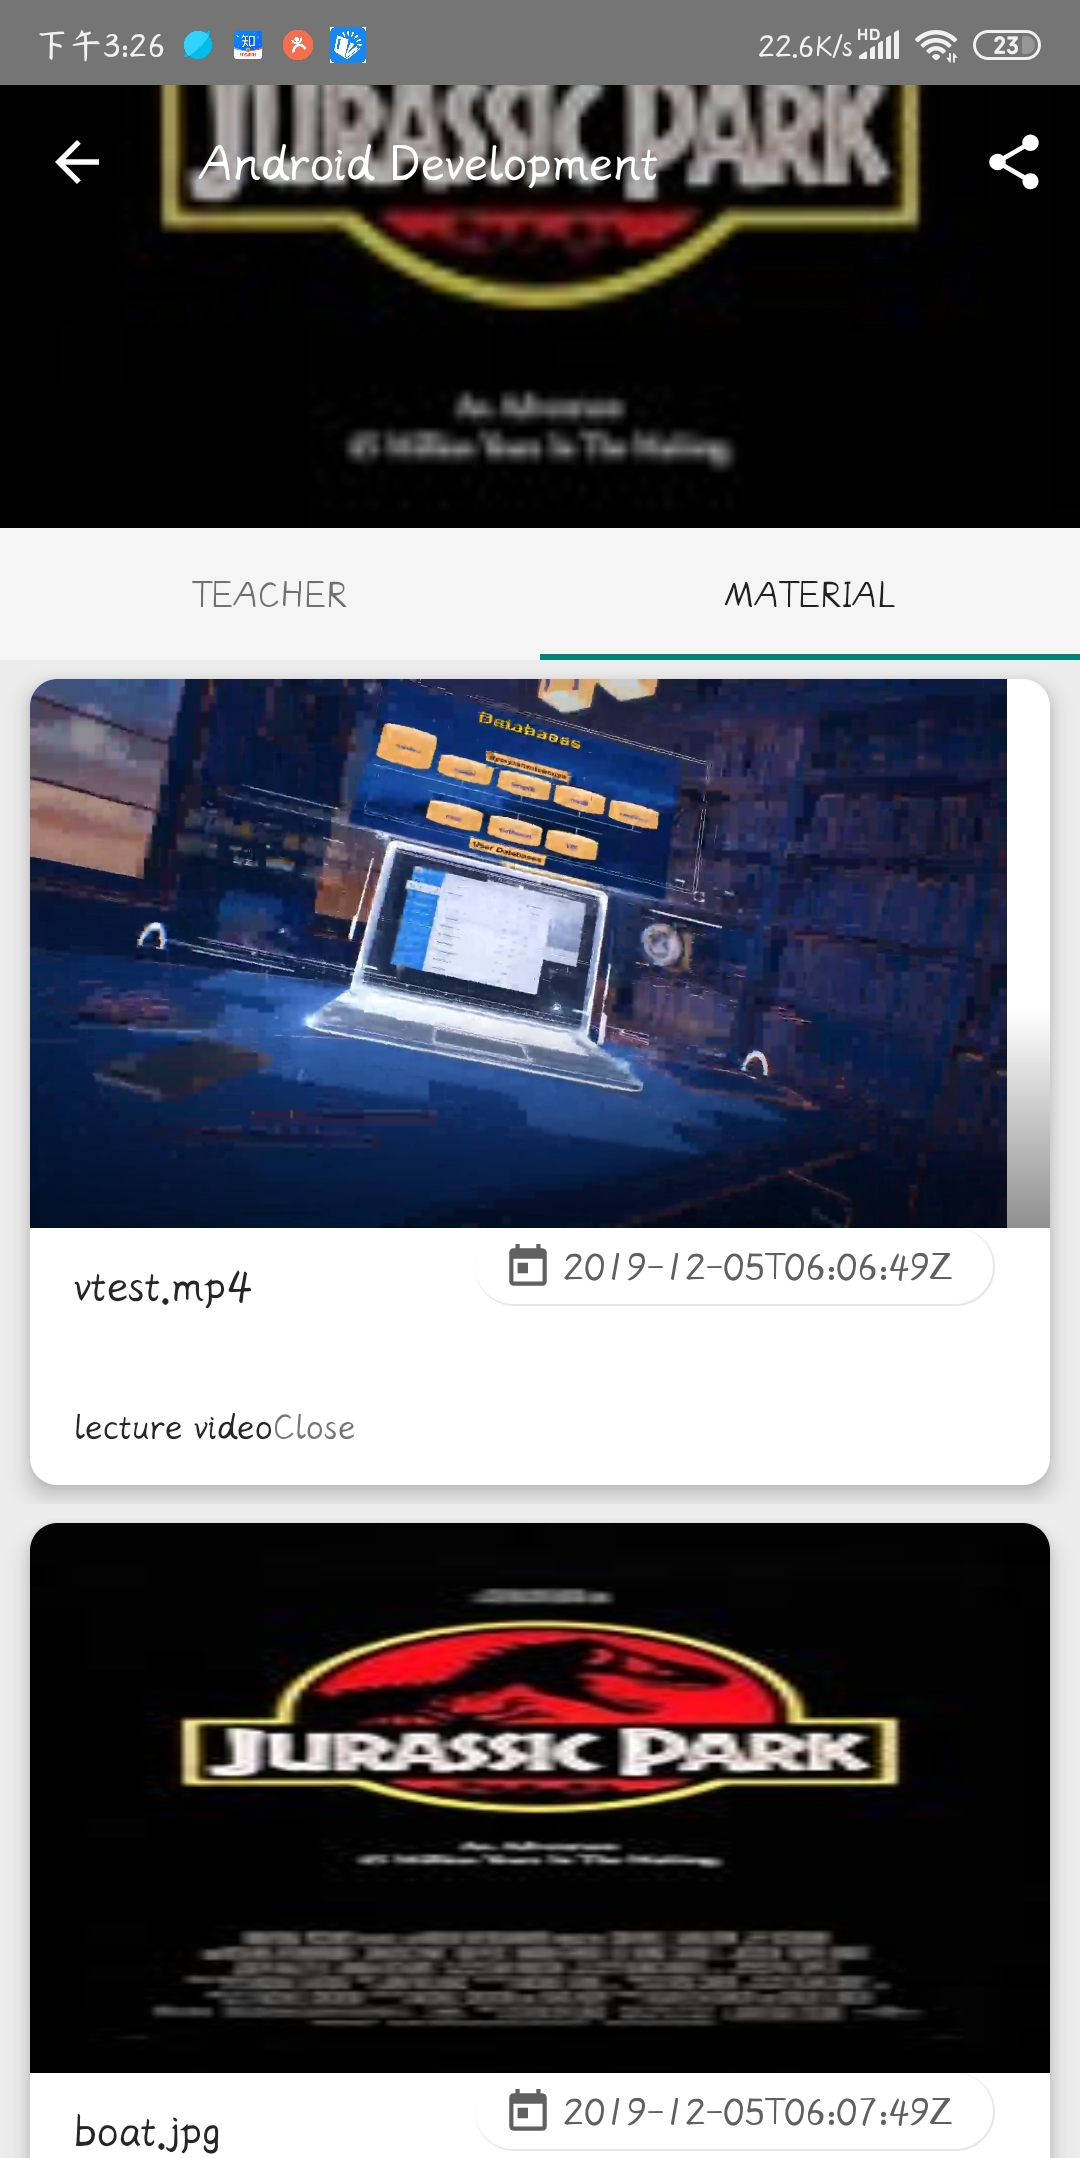 下午3:26
22.6K/s HD 23
JURASSIC PARK
Android Development
An Adventure
65 Million Years In The Making.
TEACHER
MATERIAL
Databases
User Databases
vtest.mp4
2019-12-05T06:06:49Z
lecture videoClose
JURASSIC PARK
An Adventure
65 Million Years In The Making.
boat.jpg
2019-12-05T06:07:49Z